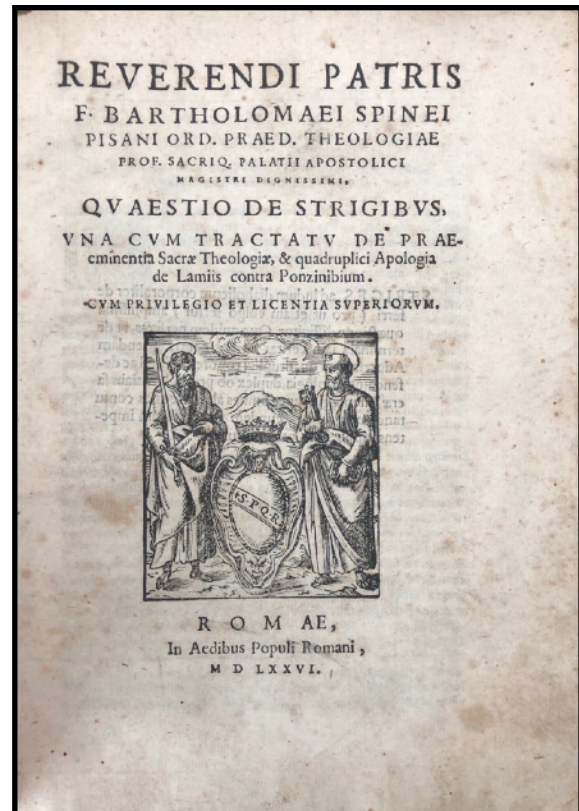 REVERENDI PATRIS
F. BARTHOLOMAEI SPINEI
PISANI ORD. PRAED. THEOLOGIAE
PROF. SACRIQ. PALATII APOSTOLICI
MAGISTRI DIGNISSIMI,
QVAESTIO DE STRIGIBVS,
VNA CVM TRACTATV DE PRAE-
eminentia Sacræ Theologiæ, & quadruplici Apologia
de Lamiis contra Ponzinibium.
CVM PRIVILEGIO ET LICENTIA SVPERIORVM.
S.P.Q.R
ROMAE,
In Aedibus Populi Romani,
M D LXXVI.